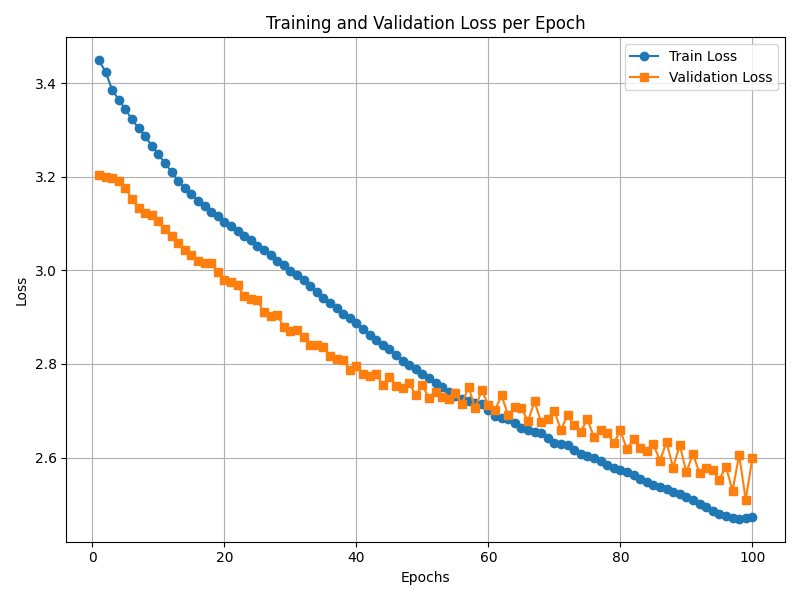 Training and Validation Loss per Epoch
Train Loss
Validation Loss
Loss
3.4
3.2
3.0
2.8
2.6
0 20 40 60 80 100
Epochs